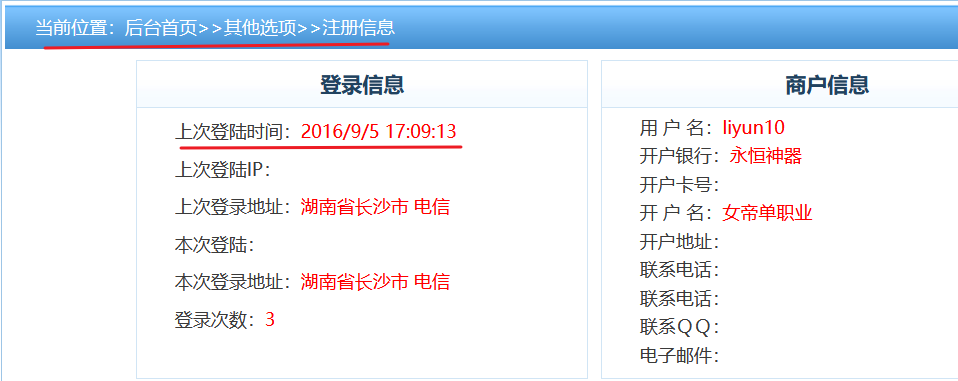 当前位置：后台首页>>其他选项>>注册信息
登录信息
上次登陆时间：2016/9/5 17:09:13
上次登陆IP：
上次登录地址：湖南省长沙市 电信
本次登陆：
本次登录地址：湖南省长沙市 电信
登录次数：3
商户信息
用 户 名：liyun10
开户银行：永恒神器
开户卡号：
开 户 名：女帝单职业
开户地址：
联系电话：
联系电话：
联系ＱＱ：
电子邮件：